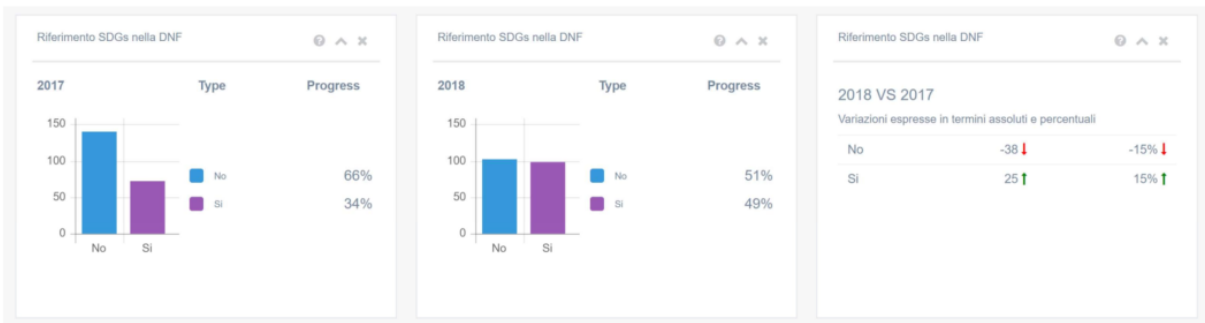 Riferimento SDGs nella DNF
2017 Type Progress
150
100
50
0
No Si
No 66%
Si 34%
Riferimento SDGs nella DNF
2018 Type Progress
150
100
50
0
No Si
No 51%
Si 49%
Riferimento SDGs nella DNF
2018 VS 2017
Variazioni espresse in termini assoluti e percentuali
No -38 -15%
Si 25 15%